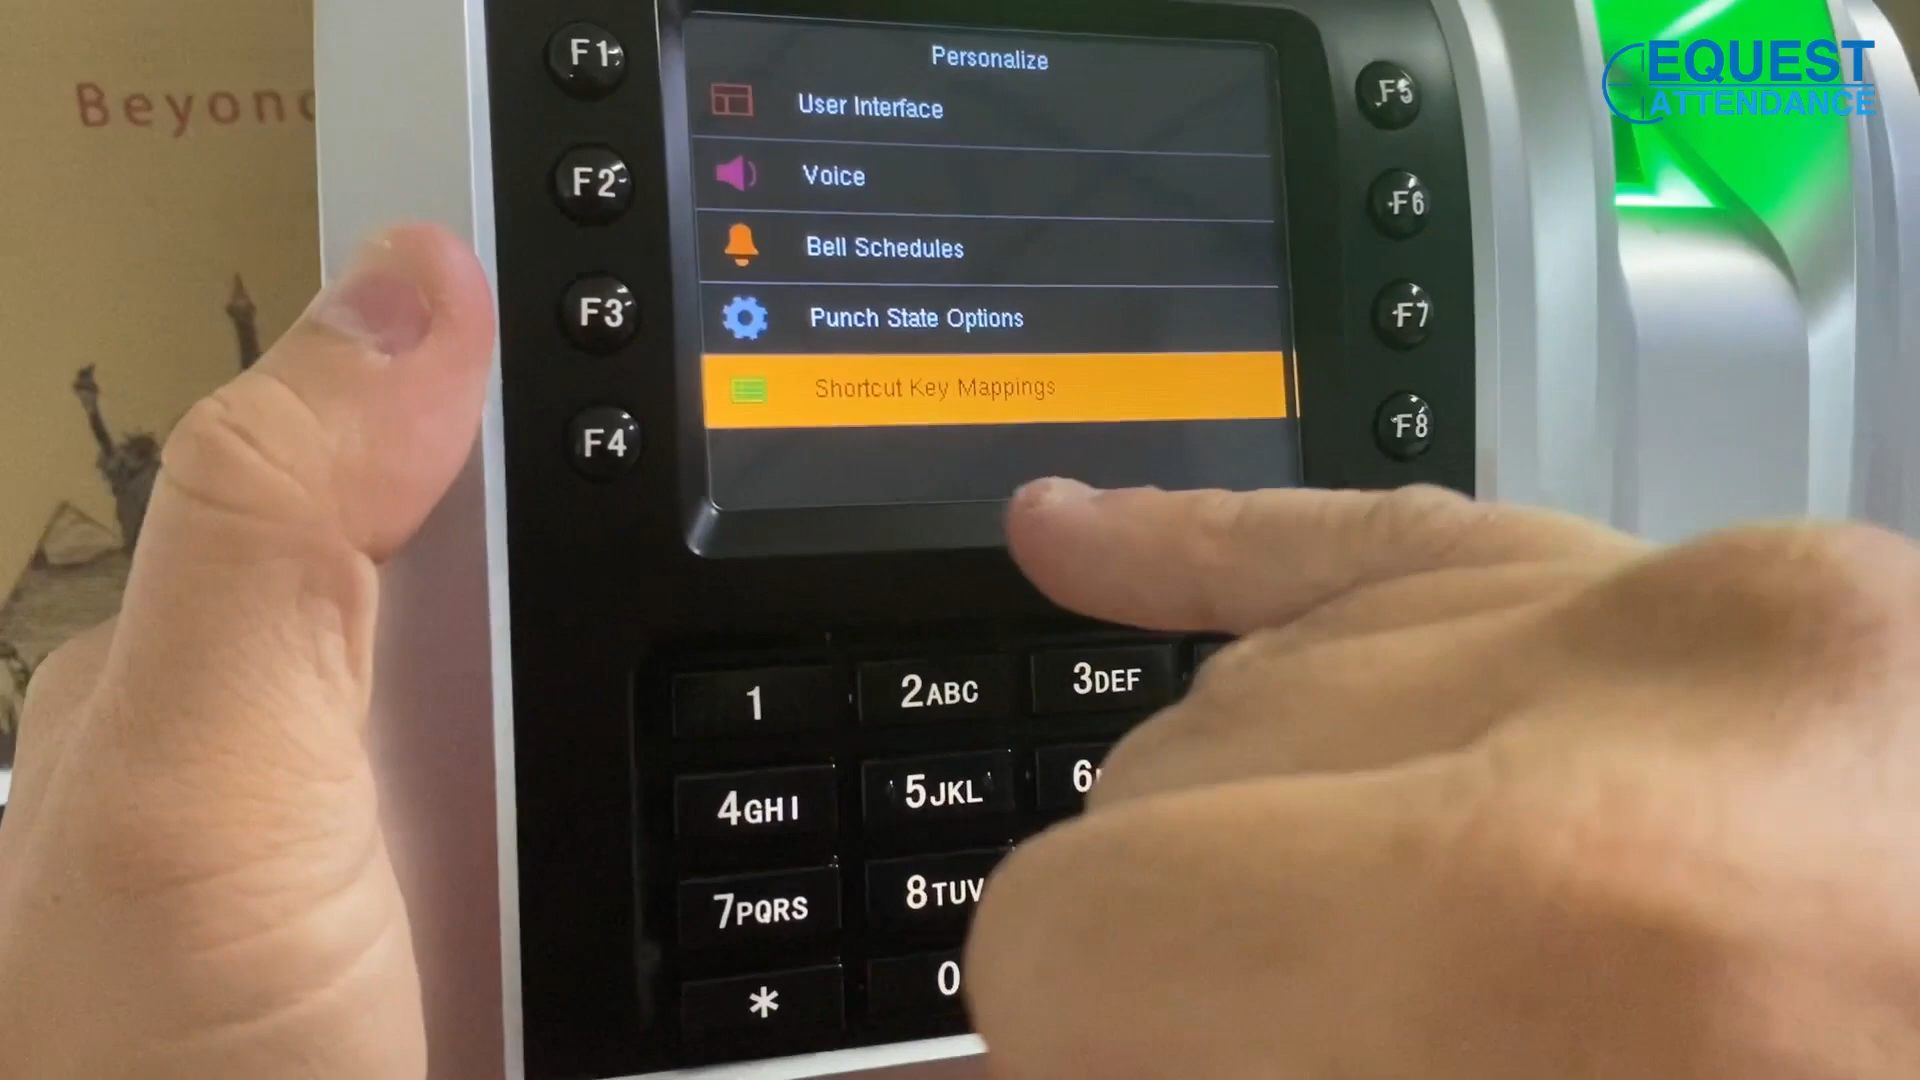 Beyond
F1
F2
F3
F4
Personalize
User Interface
Voice
Bell Schedules
Punch State Options
Shortcut Key Mappings
F5
F6
F7
F8
EQUEST
ATTENDANCE
1
2ABC
3DEF
4GHI
5JKL
6
7PQRS
8TUV
*
0